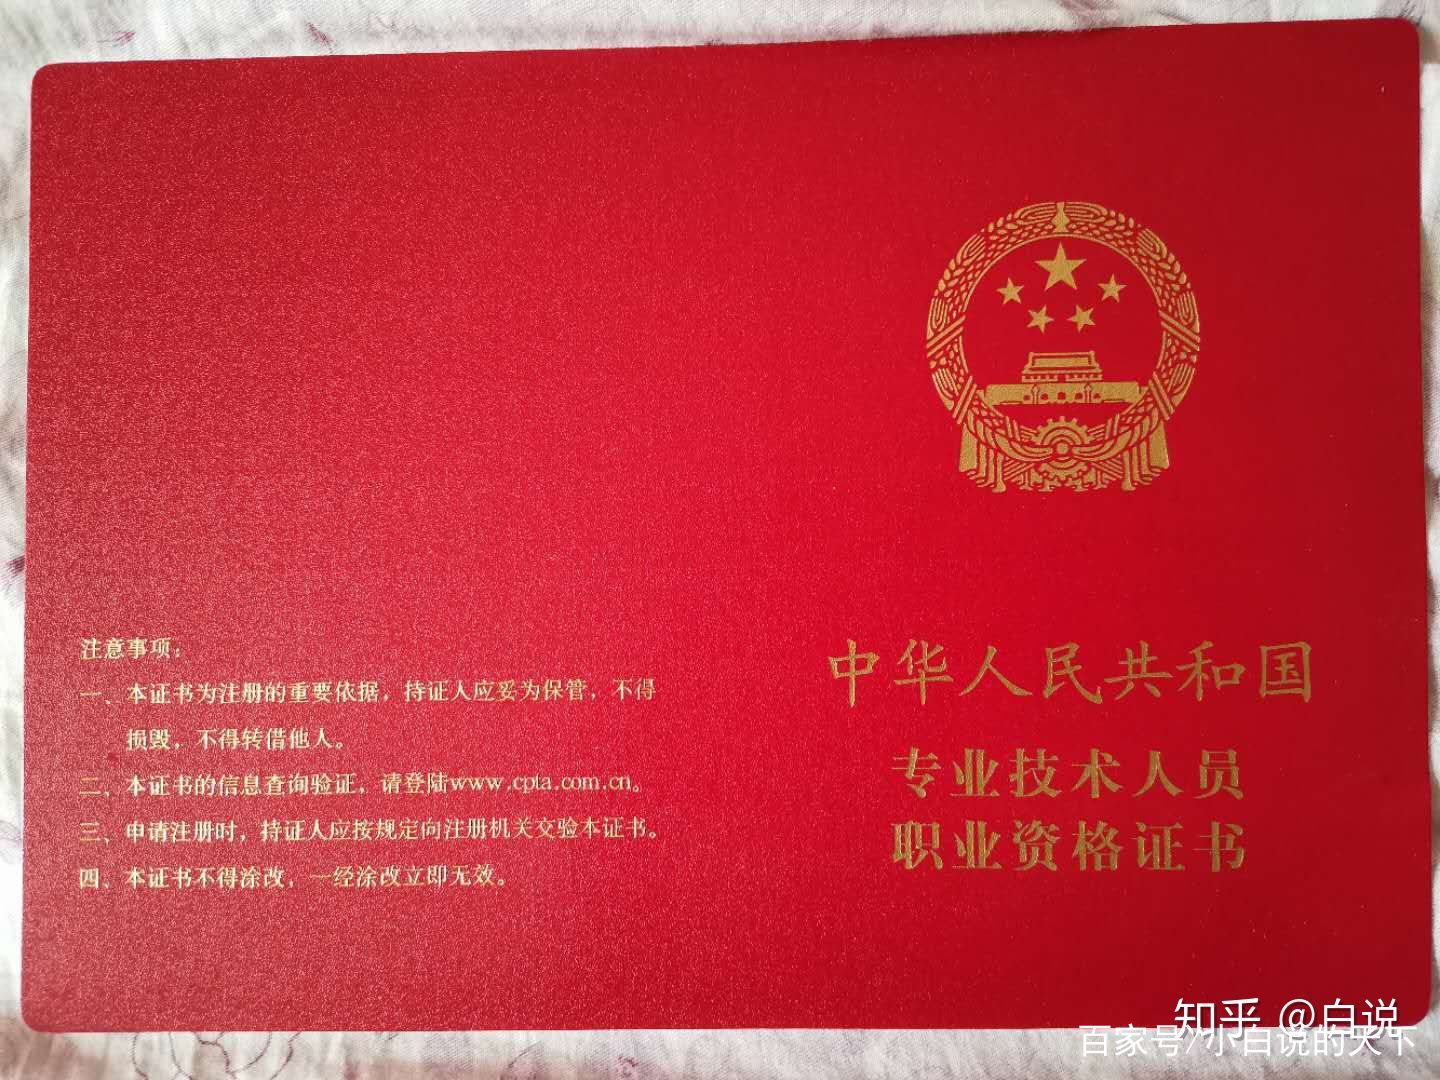 注意事项：
一、本证书为注册的重要依据，持证人应妥为保管，不得
损毁，不得转借他人。
二、本证书的信息查询验证，请登陆www.cpta.com.cn。
三、申请注册时，持证人应按规定向注册机关交验本证书。
四、本证书不得涂改，一经涂改立即无效。
中华人民共和国
专业技术人员
职业资格证书
知乎 @白说
百家号/小白说的天下